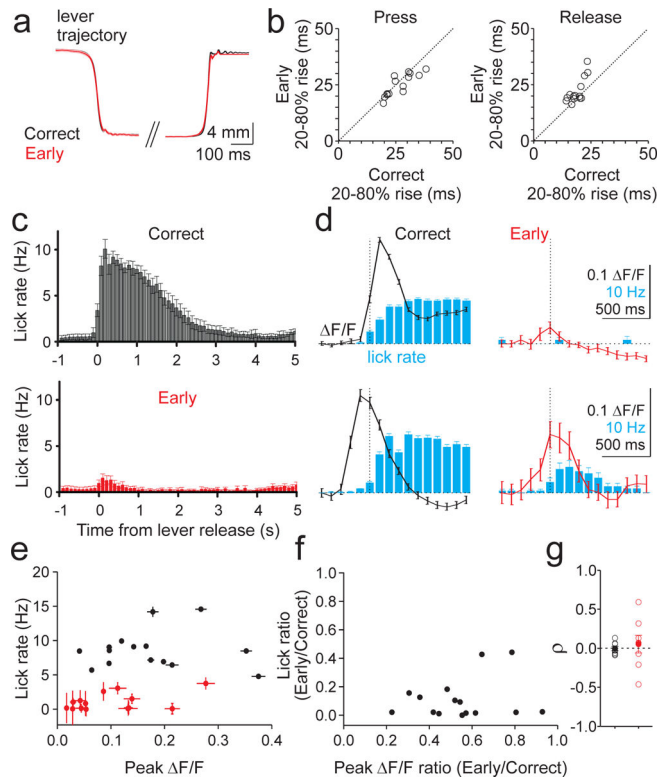 a
lever
trajectory
Correct
Early
4 mm
100 ms
b
Press
Early
20-80% rise (ms)
50
25
0
0
25
50
Correct
20-80% rise (ms)
Release
Early
20-80% rise (ms)
50
25
0
0
25
50
Correct
20-80% rise (ms)
c
Correct
Lick rate (Hz)
10
5
0
-1
0
1
2
3
4
5
Early
Lick rate (Hz)
10
5
0
-1
0
1
2
3
4
5
Time from lever release (s)
d
Correct
Early
ΔF/F
lick rate
0.1 ΔF/F
10 Hz
500 ms
0.1 ΔF/F
10 Hz
500 ms
e
Lick rate (Hz)
20
15
10
5
0
0.0
0.1
0.2
0.3
0.4
Peak ΔF/F
f
Lick ratio
(Early/Correct)
1.0
0.8
0.6
0.4
0.2
0.0
0.0
0.2
0.4
0.6
0.8
1.0
Peak ΔF/F ratio (Early/Correct)
g
ρ
1.0
0.5
0.0
-0.5
-1.0